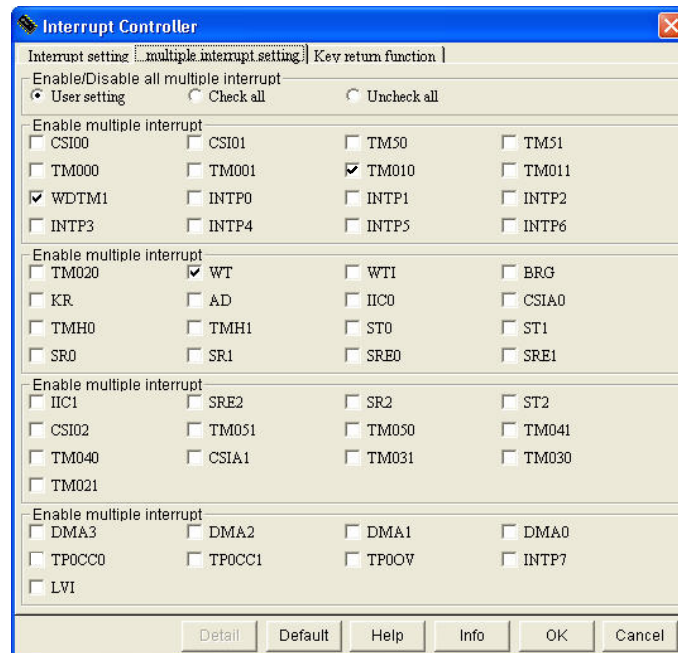 Interrupt Controller
Interrupt setting multiple interrupt setting Key return function
Enable/Disable all multiple interrupt
User setting Check all Uncheck all
Enable multiple interrupt
CSI00 CSI01 TM50 TM51
TM000 TM001 TM010 TM011
WDTM1 INTP0 INTP1 INTP2
INTP3 INTP4 INTP5 INTP6
Enable multiple interrupt
TM020 WT WTI BRG
KR AD IIC0 CSIA0
TMH0 TMH1 ST0 ST1
SR0 SR1 SRE0 SRE1
Enable multiple interrupt
IIC1 SRE2 SR2 ST2
CSI02 TM051 TM050 TM041
TM040 CSIA1 TM031 TM030
TM021
Enable multiple interrupt
DMA3 DMA2 DMA1 DMA0
TP0CC0 TP0CC1 TP0OV INTP7
LVI
Detail Default Help Info OK Cancel